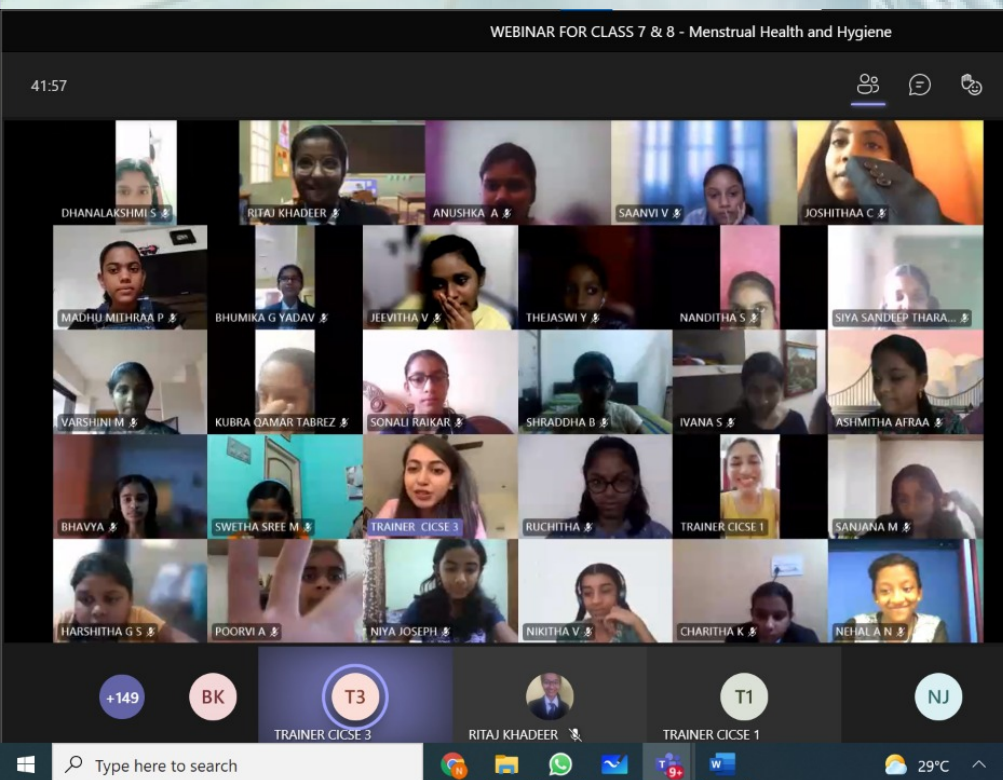 WEBINAR FOR CLASS 7 & 8 - Menstrual Health and Hygiene
41:57
DHANALAKSHMI S
RITAJ KHADEER
ANUSHKA A
SAANVI V
JOSHITHAA C
MADHU MITHRAA P
BHUMIKA G YADAV
JEEVITHA V
THEJASWI Y
NANDITHA S
SIYA SANDEEP THARA...
VARSHINI M
KUBRA QAMAR TABREZ
SONALI RAIKAR
SHRADDHA B
IVANA S
ASHMITHA AFRAA
BHAVYA
SWETHA SREE M
TRAINER CICSE 3
RUCHITHA
TRAINER CICSE 1
SANJANA M
HARSHITHA G S
POORVI A
NIYA JOSEPH
NIKITHA V
CHARITHA K
NEHAL A N
+149
BK
T3
T1
NJ
TRAINER CICSE 3
RITAJ KHADEER
TRAINER CICSE 1
Type here to search
N
T
9+
W
29°C